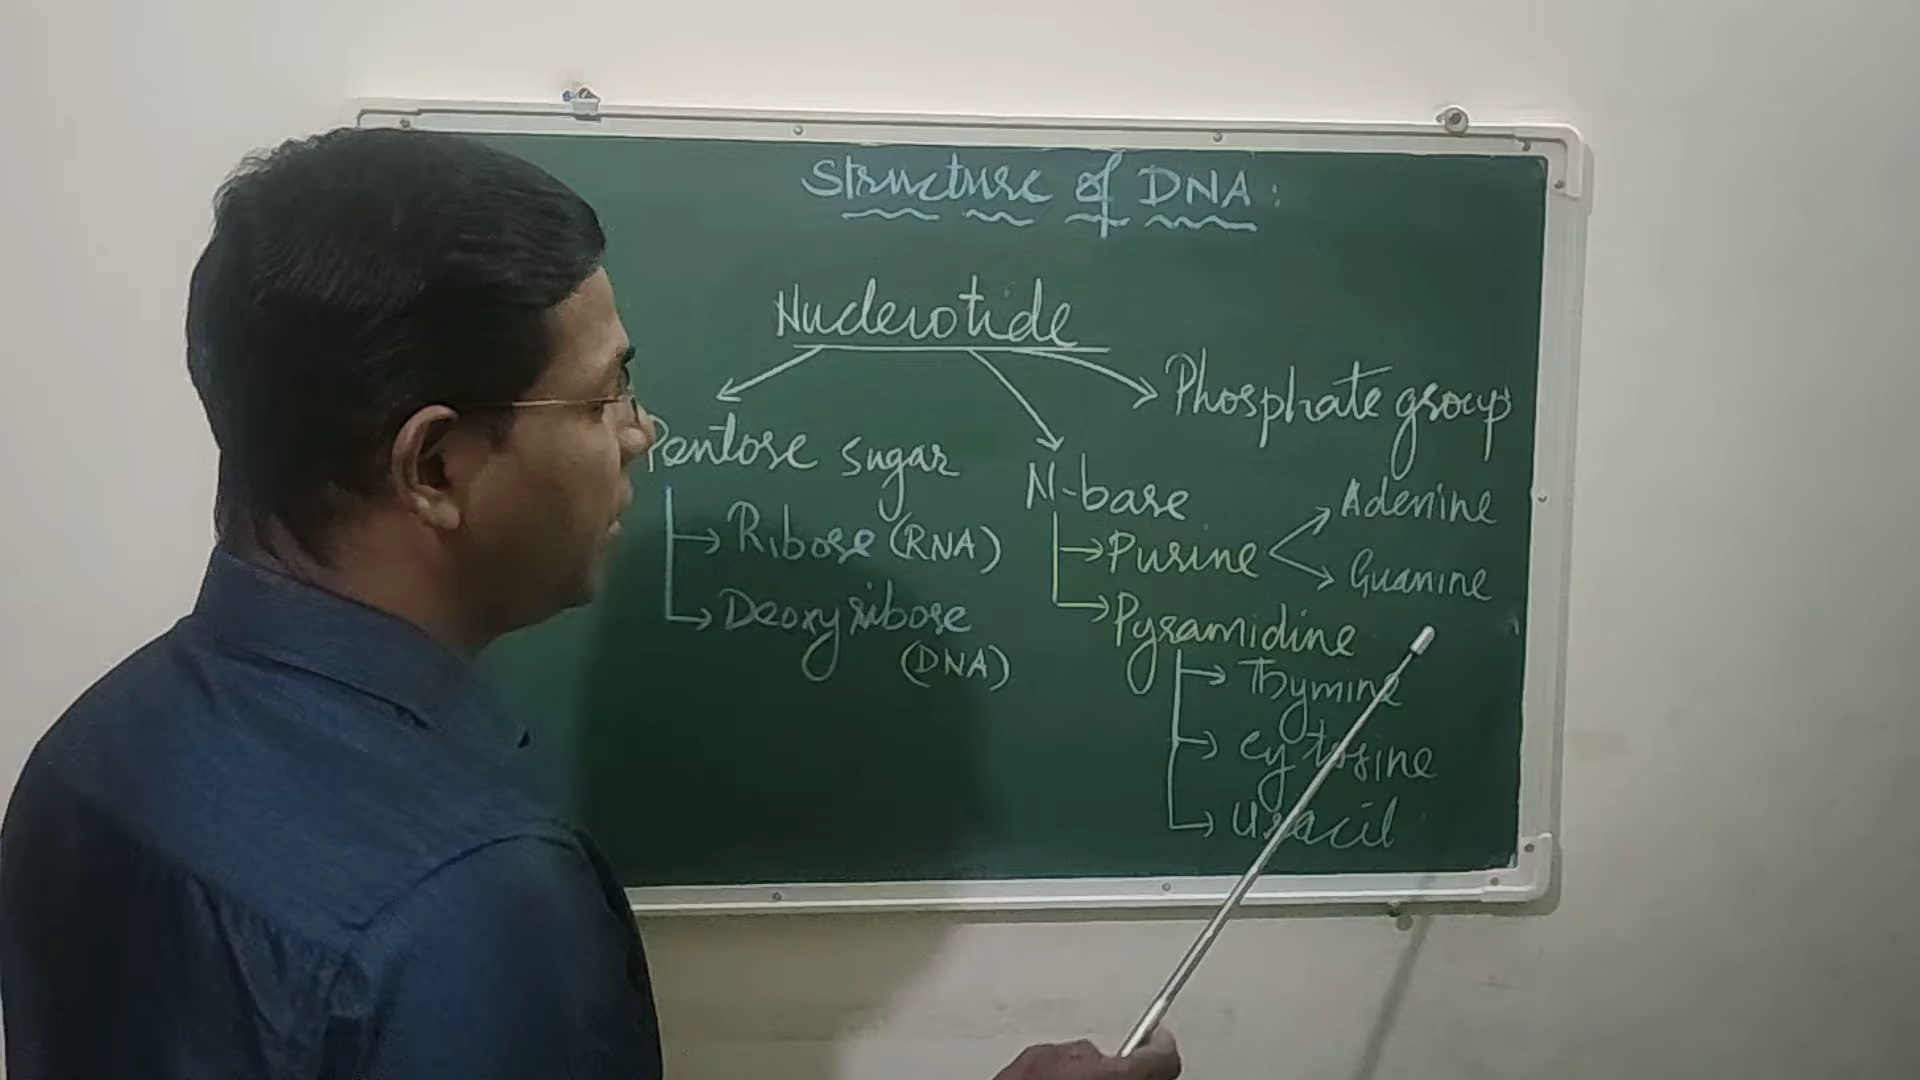 Structure of DNA:
Nucleotide
Phosphate group
Pentose sugar
N-base
Adenine
Ribose (RNA)
Purine
Guanine
Deoxyribose
(DNA)
Pyramidine
Thymine
Cytosine
Uracil